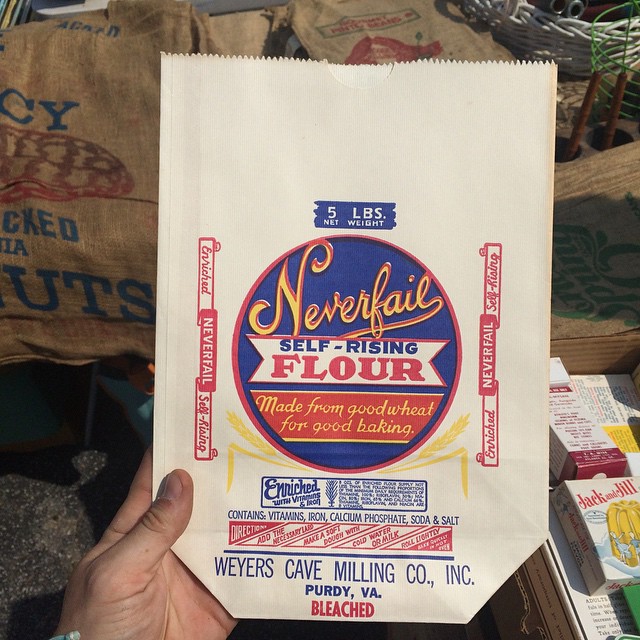 CY
CKED
IA
UTS
5 LBS.
NET WEIGHT
Neverfail
SELF-RISING
FLOUR
Made from good wheat
for good baking.
Enriched
NEVERFAIL
Self-Rising
Self-Rising
NEVERFAIL
Enriched
Enriched
WITH VITAMINS
& IRON
CONTAINS: VITAMINS, IRON, CALCIUM PHOSPHATE, SODA & SALT
DIRECTIONS
ADD THE
NECESSARY LARD
MAKE A SOFT
DOUGH WITH
COLD WATER
OR MILK
ROLL LIGHTLY
WEYERS CAVE MILLING CO., INC.
PURDY, VA.
BLEACHED
Jack and Jill
ADULTS